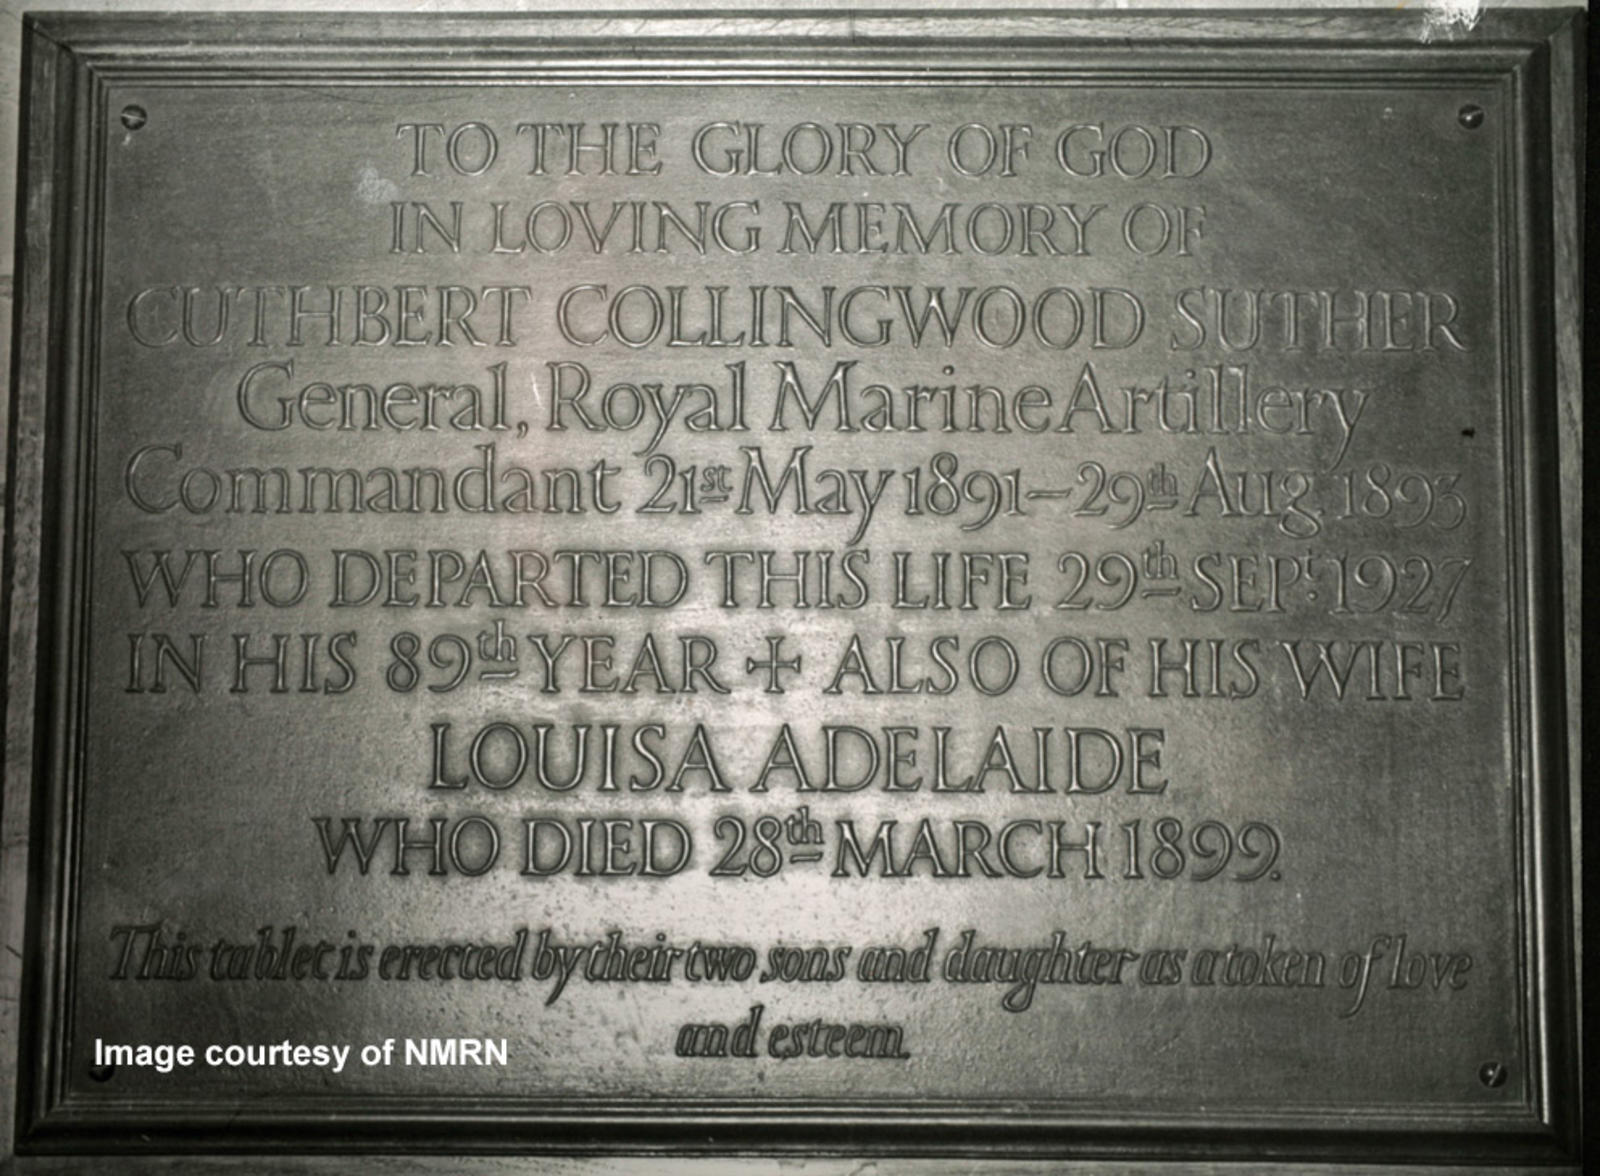 TO THE GLORY OF GOD
IN LOVING MEMORY OF
CUTHBERT COLLINGWOOD SUTHER
General, Royal Marine Artillery
Commandant 21st May 1891–29th Aug 1893
WHO DEPARTED THIS LIFE 29th SEPt. 1927
IN HIS 89th YEAR + ALSO OF HIS WIFE
LOUISA ADELAIDE
WHO DIED 28th MARCH 1899.
This tablet is erected by their two sons and daughter as a token of love
and esteem.
Image courtesy of NMRN